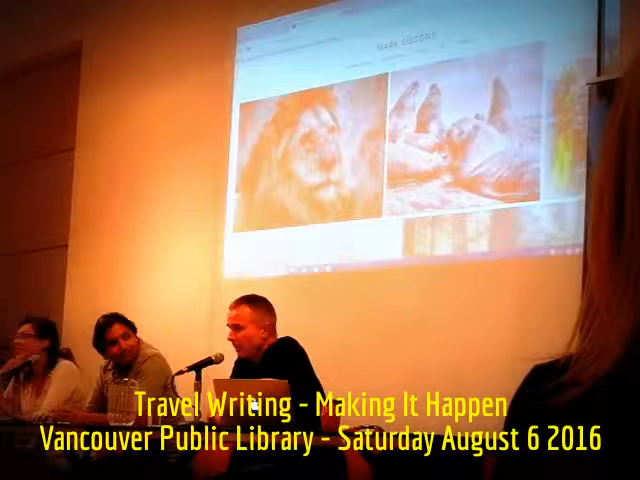 Travel Writing - Making It Happen
Vancouver Public Library - Saturday August 6 2016